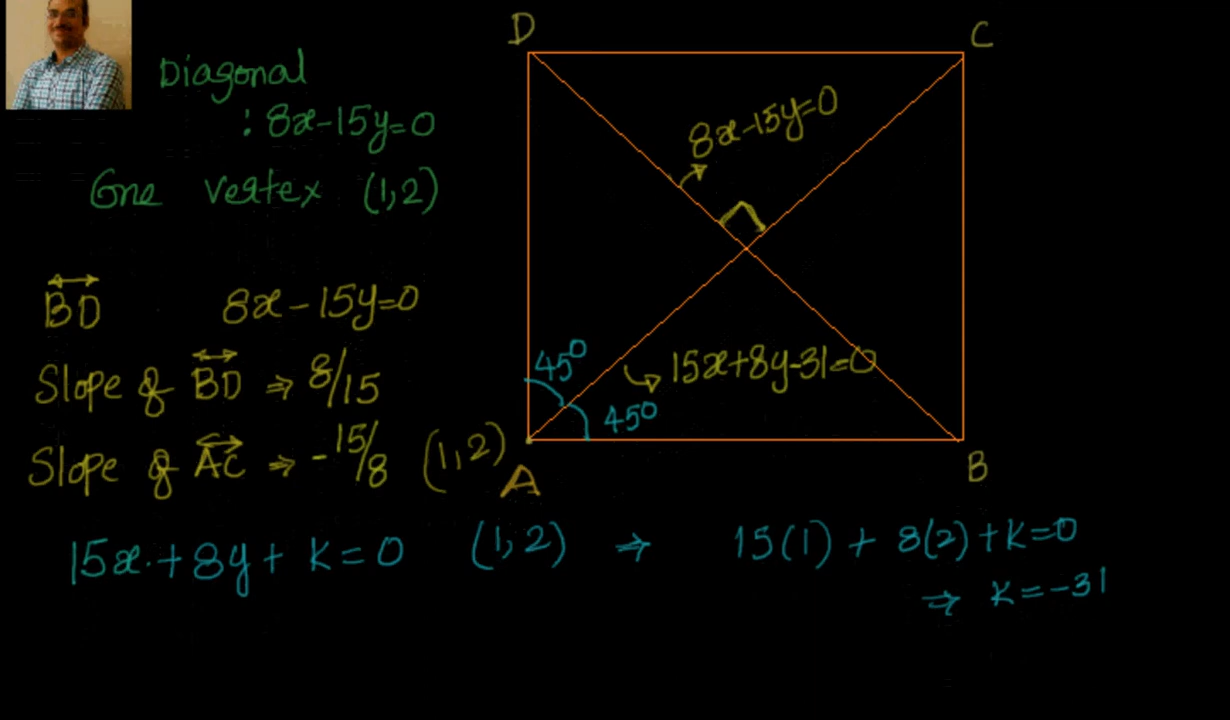 Diagonal
: 8x-15y=0
One vertex (1,2)
BD 8x-15y=0
Slope of BD ⇒ 8/15
Slope of AC ⇒ -15/8
15x+8y+k=0 (1,2) ⇒ 15(1)+8(2)+k=0
⇒ k=-31
D
C
8x-15y=0
45°
15x+8y-31=0
45°
(1,2)
A
B